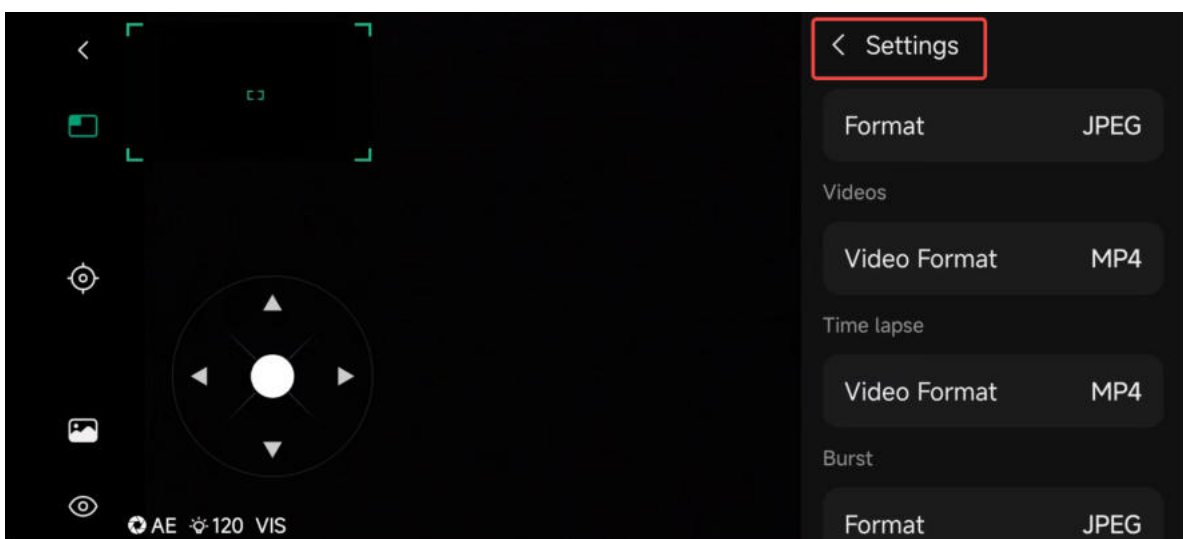 Settings
Format JPEG
Videos
Video Format MP4
Time lapse
Video Format MP4
Burst
Format JPEG
AE 120 VIS